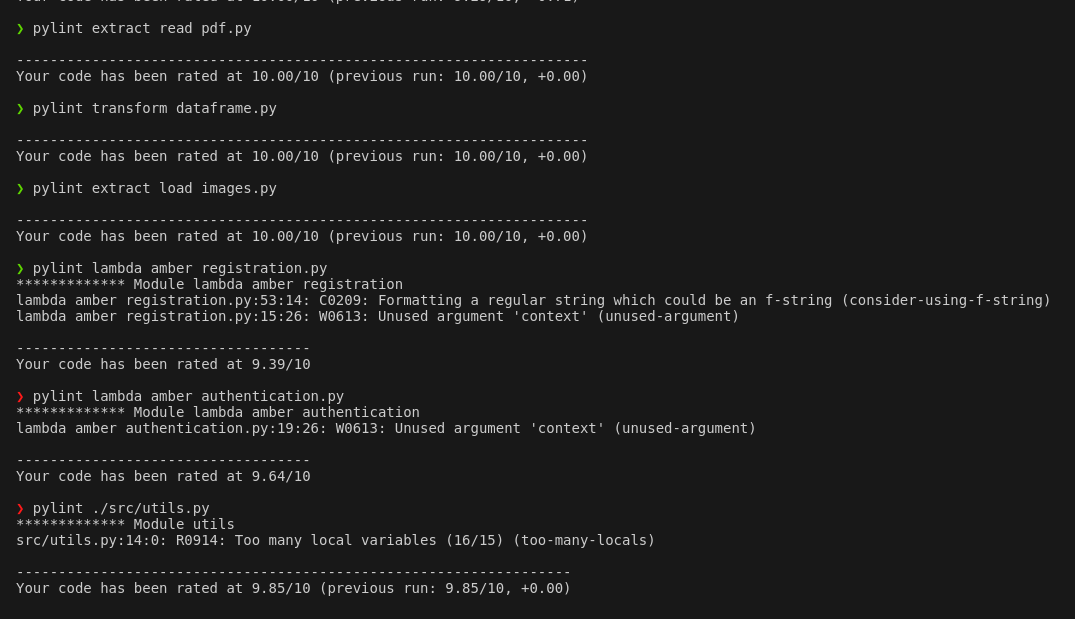 ❯ pylint extract read pdf.py
--------------------------------------------------------------------
Your code has been rated at 10.00/10 (previous run: 10.00/10, +0.00)
❯ pylint transform dataframe.py
--------------------------------------------------------------------
Your code has been rated at 10.00/10 (previous run: 10.00/10, +0.00)
❯ pylint extract load images.py
--------------------------------------------------------------------
Your code has been rated at 10.00/10 (previous run: 10.00/10, +0.00)
❯ pylint lambda amber registration.py
************* Module lambda amber registration
lambda amber registration.py:53:14: C0209: Formatting a regular string which could be an f-string (consider-using-f-string)
lambda amber registration.py:15:26: W0613: Unused argument 'context' (unused-argument)
-----------------------------------
Your code has been rated at 9.39/10
❯ pylint lambda amber authentication.py
************* Module lambda amber authentication
lambda amber authentication.py:19:26: W0613: Unused argument 'context' (unused-argument)
-----------------------------------
Your code has been rated at 9.64/10
❯ pylint ./src/utils.py
************* Module utils
src/utils.py:14:0: R0914: Too many local variables (16/15) (too-many-locals)
------------------------------------------------------------------
Your code has been rated at 9.85/10 (previous run: 9.85/10, +0.00)